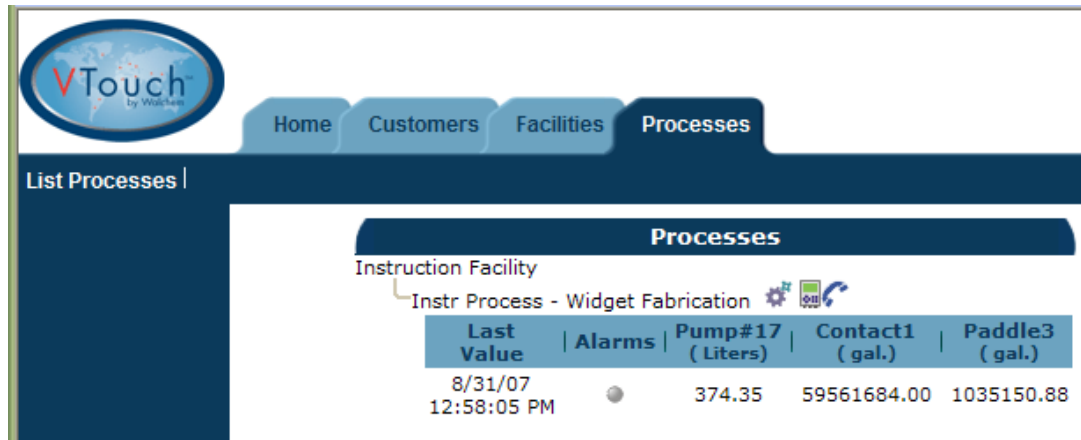 VTouch™
by Walchem
Home Customers Facilities Processes
List Processes |
Processes
Instruction Facility
Instr Process - Widget Fabrication
Last Value | Alarms | Pump#17 ( Liters) | Contact1 ( gal.) | Paddle3 ( gal.)
8/31/07 12:58:05 PM 374.35 59561684.00 1035150.88